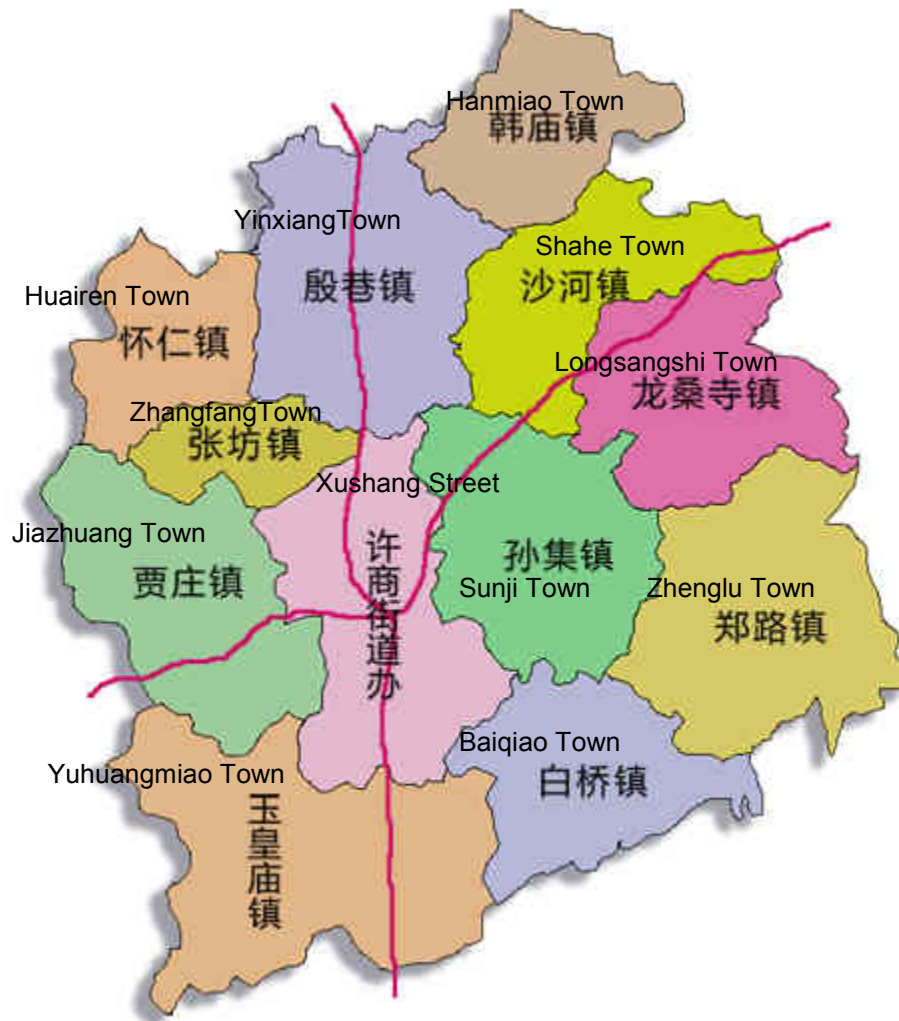 Hanmiao Town
韩庙镇
YinxiangTown
殷巷镇
Shahe Town
沙河镇
Huairen Town
怀仁镇
Longsangshi Town
龙桑寺镇
ZhangfangTown
张坊镇
Xushang Street
许商街道办
Jiazhuang Town
贾庄镇
孙集镇
Sunji Town
Zhenglu Town
郑路镇
Baiqiao Town
白桥镇
Yuhuangmiao Town
玉皇庙镇